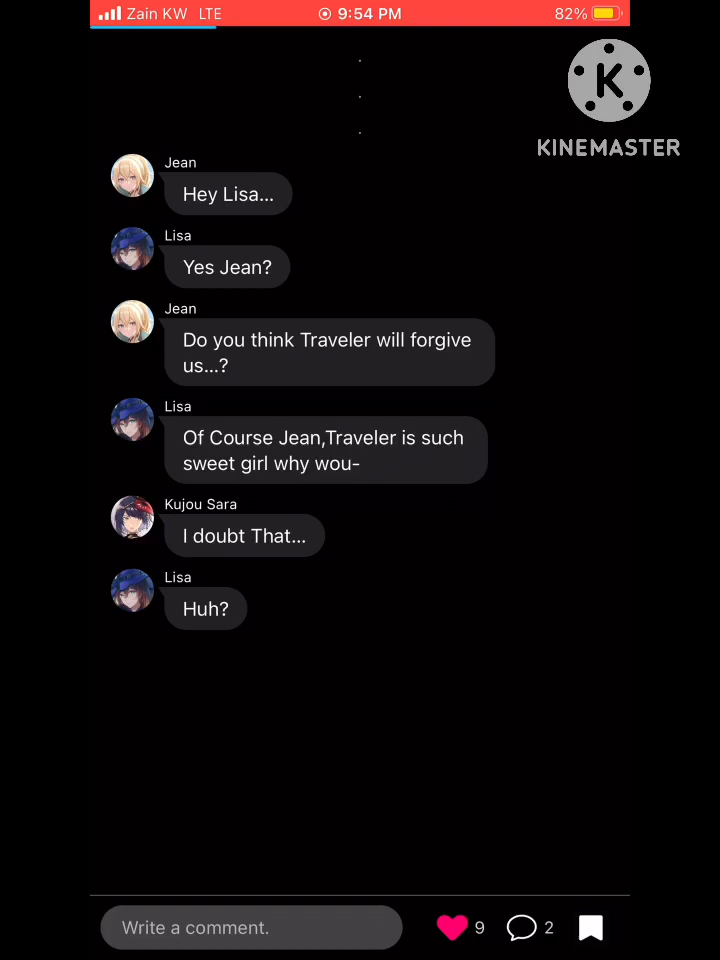 Zain KW LTE 9:54 PM 82%
K
KINEMASTER
Jean
Hey Lisa...
Lisa
Yes Jean?
Jean
Do you think Traveler will forgive
us...?
Lisa
Of Course Jean,Traveler is such
sweet girl why wou-
Kujou Sara
I doubt That...
Lisa
Huh?
Write a comment. 9 2